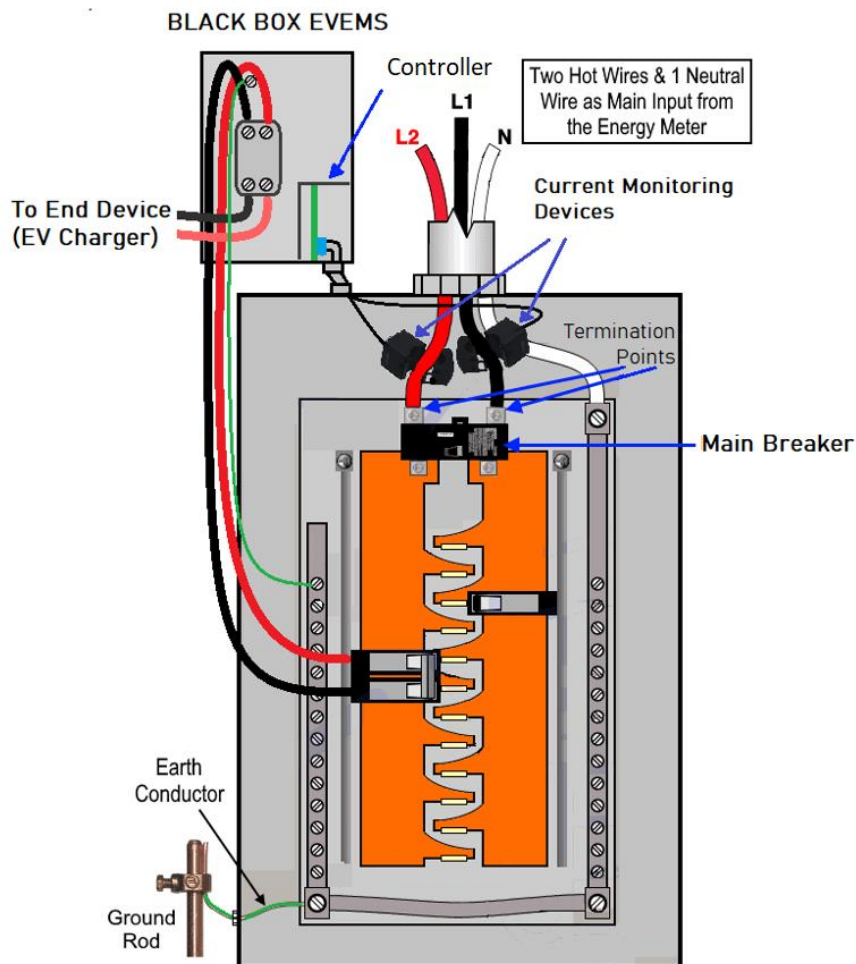 BLACK BOX EVEMS
Controller
Two Hot Wires & 1 Neutral
Wire as Main Input from
the Energy Meter
L1
L2
N
Current Monitoring
Devices
To End Device
(EV Charger)
Termination
Points
Main Breaker
Earth
Conductor
Ground
Rod